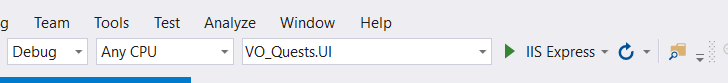 g Team Tools Test Analyze Window Help
Debug Any CPU VO_Quests.UI IIS Express